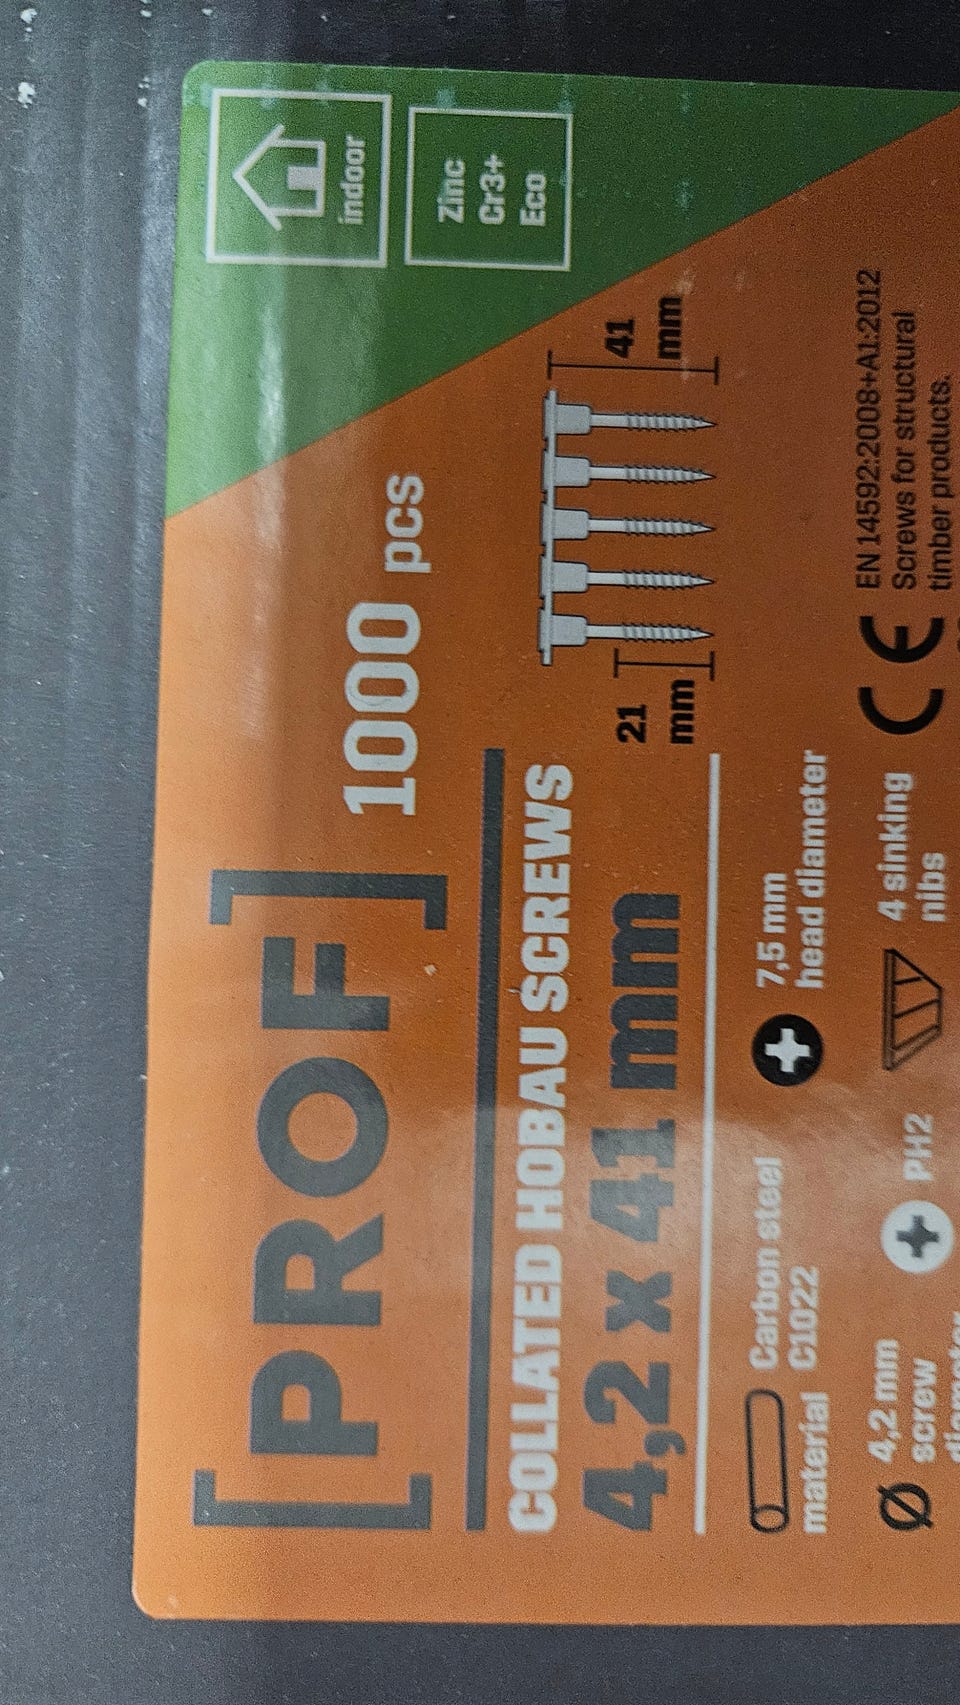 [PROF]
1000 pcs
indoor
Zinc
Cr3+
Eco
COLLATED HOBAU SCREWS
4,2 x 41 mm
21
mm
41
mm
material
Carbon steel
C1022
7,5 mm
head diameter
Ø
4,2 mm
screw
PH2
4 sinking
nibs
CE
EN 14592:2008+A1:2012
Screws for structural
timber products.